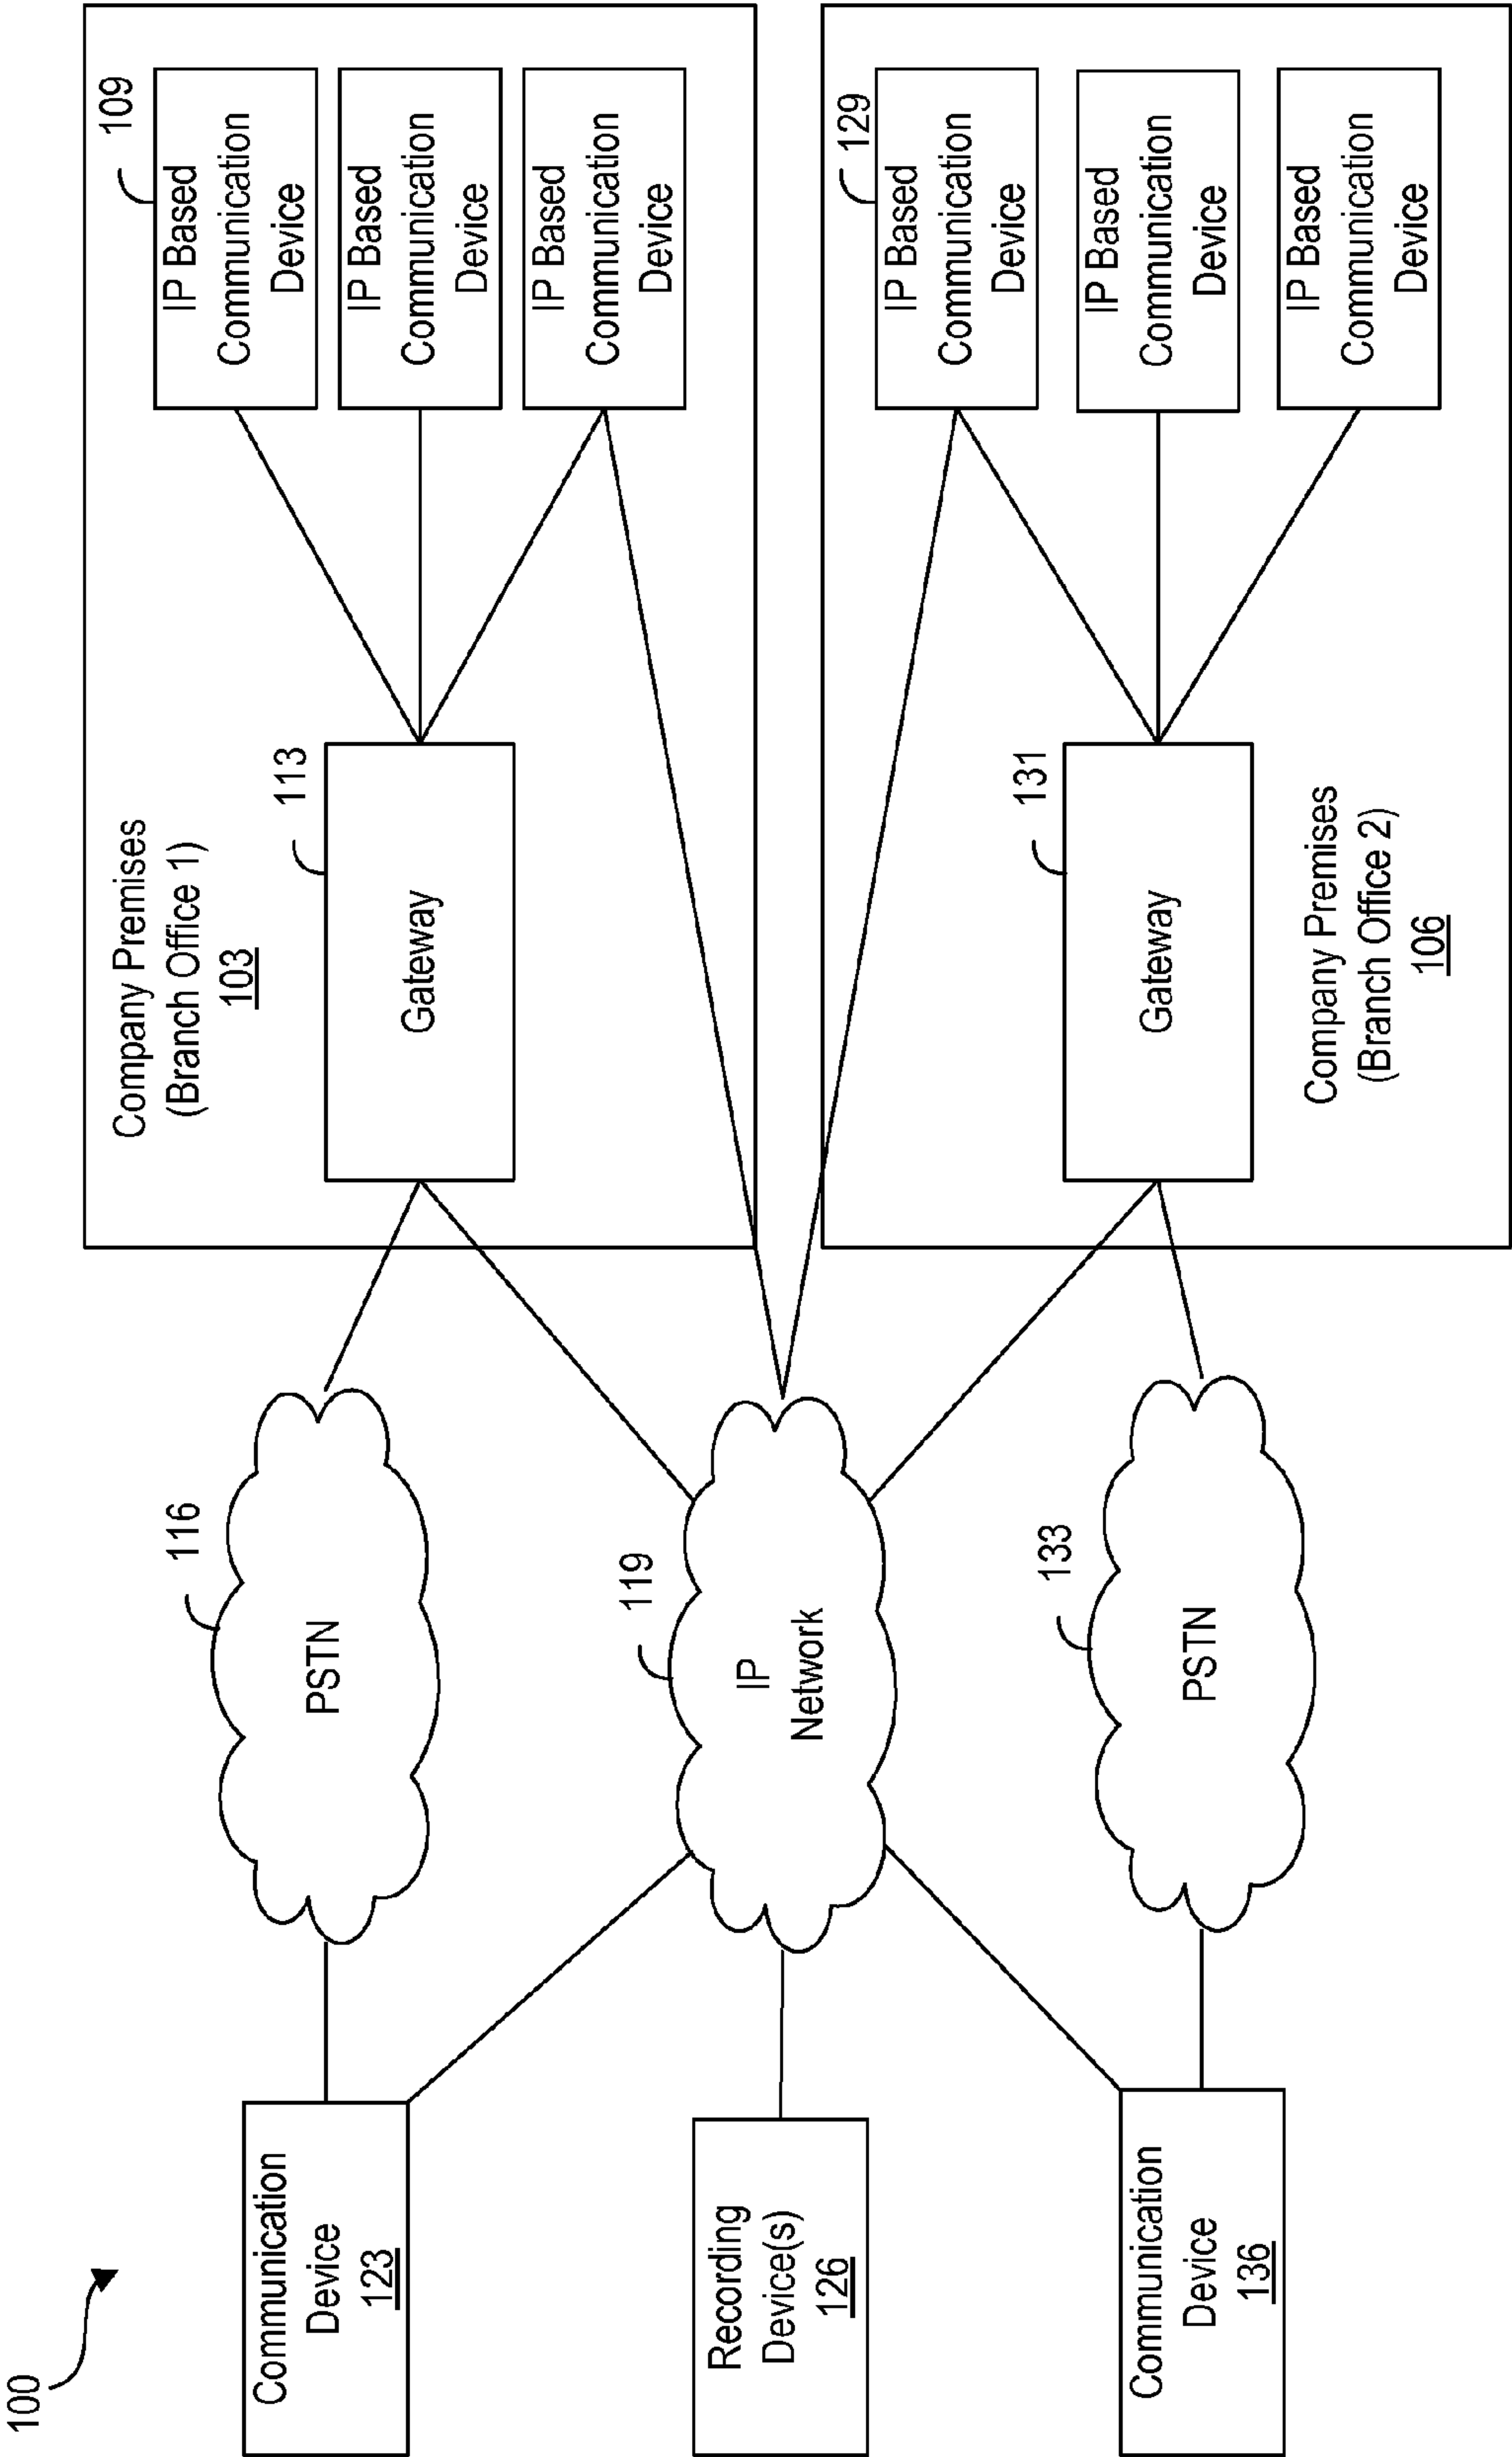 100
Communication
Device
123
Recording
Device(s)
126
Communication
Device
136
116
PSTN
119
IP
Network
133
PSTN
Company Premises
(Branch Office 1)
103
113
Gateway
131
Gateway
Company Premises
(Branch Office 2)
106
109
IP Based
Communication
Device
IP Based
Communication
Device
IP Based
Communication
Device
129
IP Based
Communication
Device
IP Based
Communication
Device
IP Based
Communication
Device